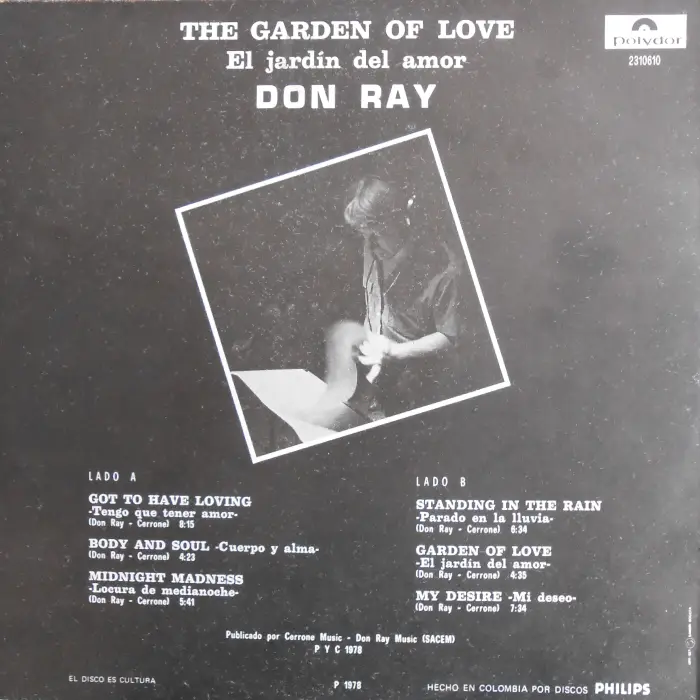 THE GARDEN OF LOVE
El jardín del amor
DON RAY
polydor
2310610
LADO A
GOT TO HAVE LOVING
-Tengo que tener amor-
(Don Ray - Cerrone) 8:15
BODY AND SOUL -Cuerpo y alma-
(Don Ray - Cerrone) 4:23
MIDNIGHT MADNESS
-Locura de medianoche-
(Don Ray - Cerrone) 5:41
LADO B
STANDING IN THE RAIN
-Parado en la lluvia-
(Don Ray - Cerrone) 6:34
GARDEN OF LOVE
-El jardín del amor-
(Don Ray - Cerrone) 4:35
MY DESIRE -Mi deseo-
(Don Ray - Cerrone) 7:34
Publicado por Cerrone Music - Don Ray Music (SACEM)
P Y C 1978
EL DISCO ES CULTURA
P 1978
HECHO EN COLOMBIA POR DISCOS PHILIPS